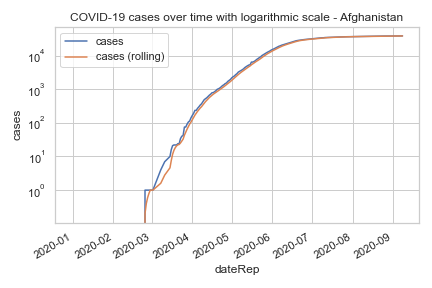 COVID-19 cases over time with logarithmic scale - Afghanistan
cases
cases (rolling)
10⁴
10³
10²
10¹
10⁰
cases
2020-01
2020-02
2020-03
2020-04
2020-05
2020-06
2020-07
2020-08
2020-09
dateRep